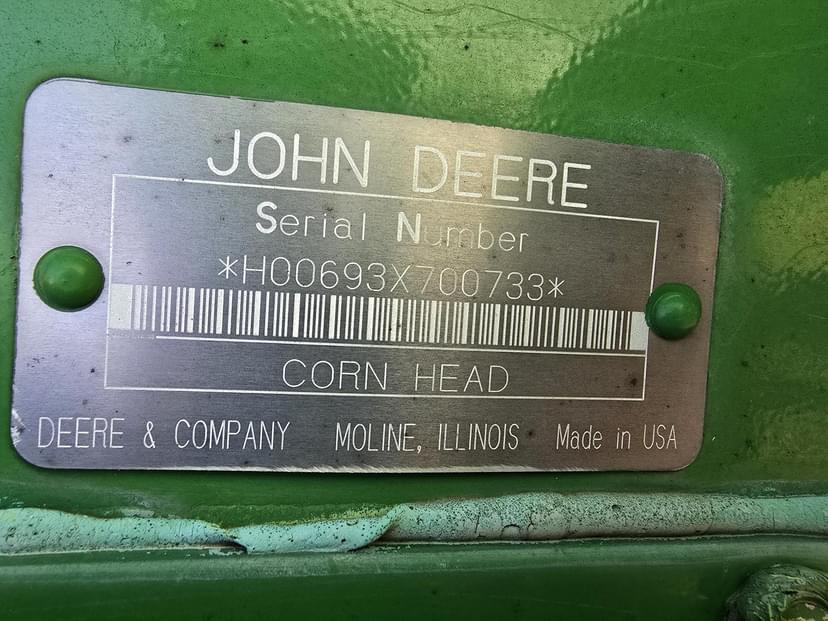 JOHN DEERE
Serial Number
*H00693X700733*
CORN HEAD
DEERE & COMPANY MOLINE, ILLINOIS Made in USA